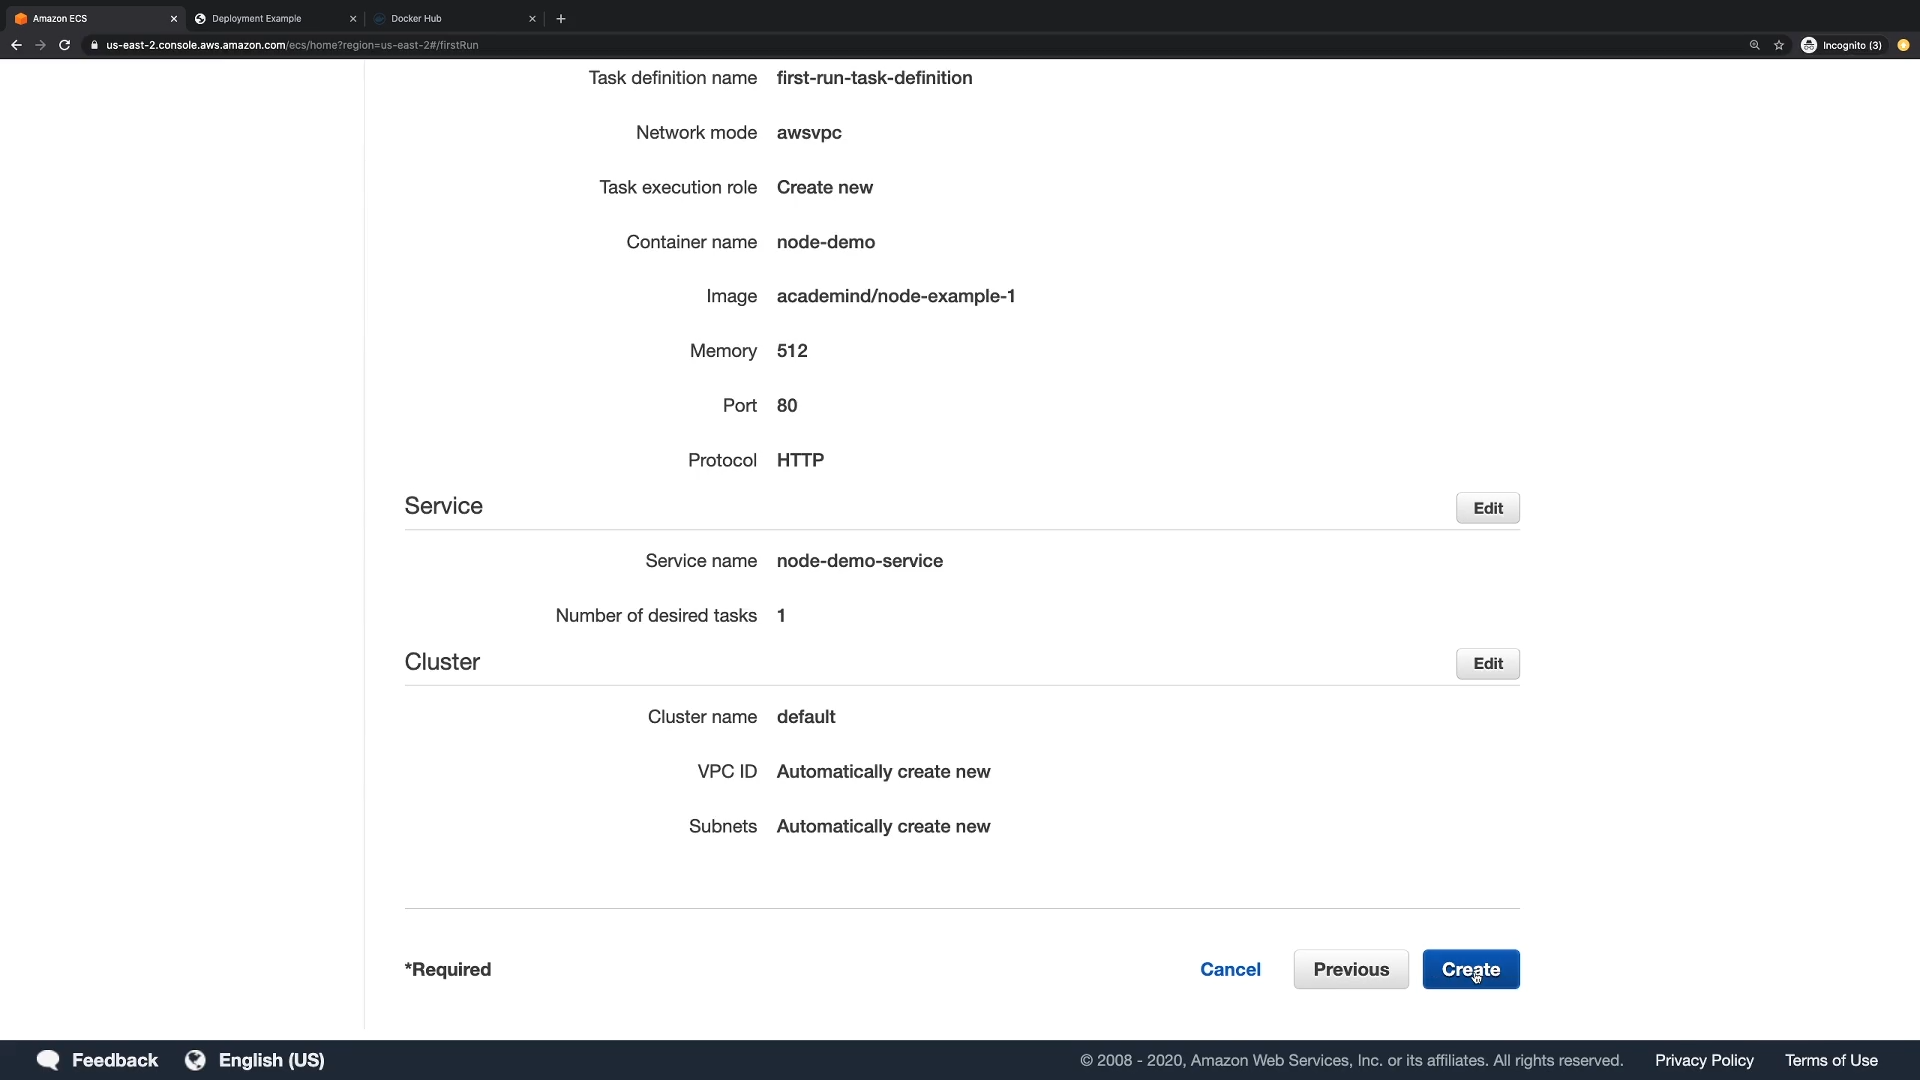 Amazon ECS
Deployment Example
Docker Hub
us-east-2.console.aws.amazon.com/ecs/home?region=us-east-2#/firstRun
Incognito (3)
Task definition name first-run-task-definition
Network mode awsvpc
Task execution role Create new
Container name node-demo
Image academind/node-example-1
Memory 512
Port 80
Protocol HTTP
Service Edit
Service name node-demo-service
Number of desired tasks 1
Cluster Edit
Cluster name default
VPC ID Automatically create new
Subnets Automatically create new
*Required Cancel Previous Create
Feedback English (US) © 2008 - 2020, Amazon Web Services, Inc. or its affiliates. All rights reserved. Privacy Policy Terms of Use